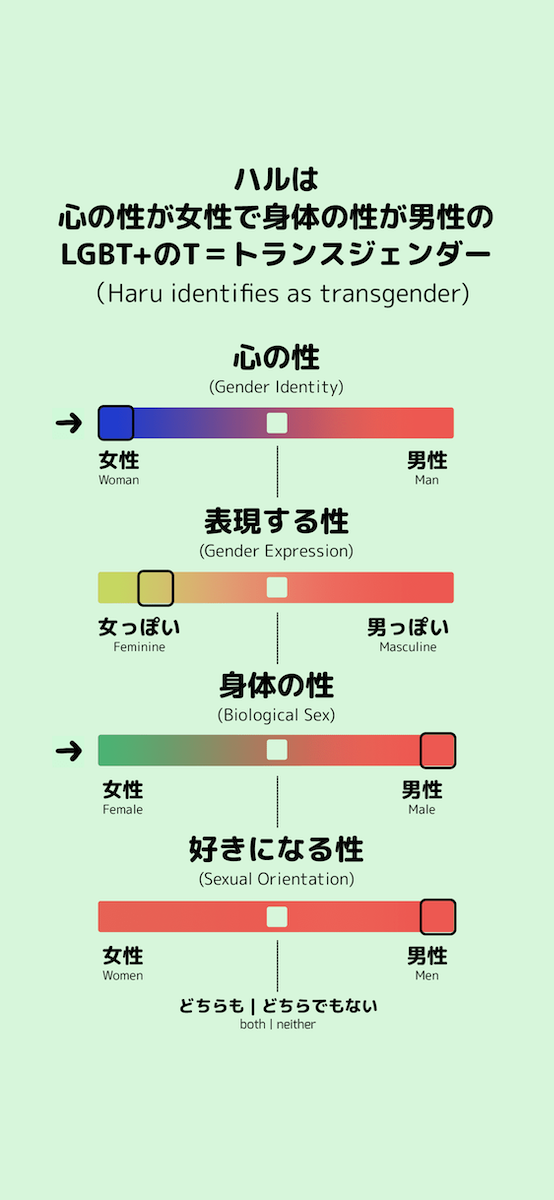 ハルは
心の性が女性で身体の性が男性の
LGBT+のT＝トランスジェンダー
（Haru identifies as transgender)
心の性
(Gender Identity)
→
女性 男性
Woman Man
表現する性
(Gender Expression)
女っぽい 男っぽい
Feminine Masculine
身体の性
(Biological Sex)
→
女性 男性
Female Male
好きになる性
(Sexual Orientation)
女性 男性
Women Men
どちらも | どちらでもない
both | neither